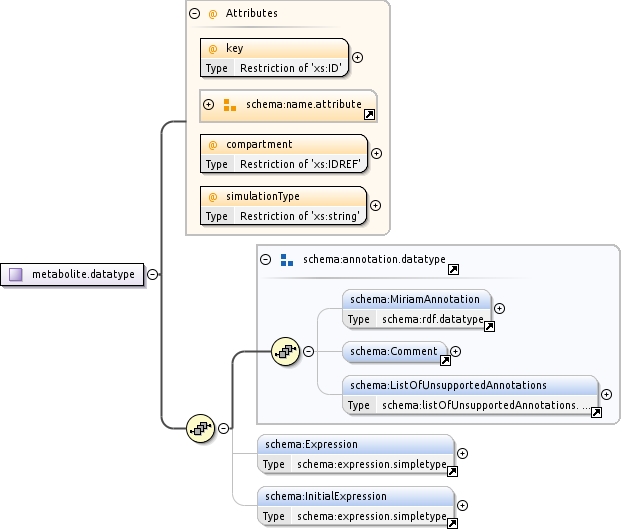 @ Attributes
@ key
Type Restriction of 'xs:ID'
schema:name.attribute
@ compartment
Type Restriction of 'xs:IDREF'
@ simulationType
Type Restriction of 'xs:string'
metabolite.datatype
schema:annotation.datatype
schema:MiriamAnnotation
Type schema:rdf.datatype
schema:Comment
schema:ListOfUnsupportedAnnotations
Type schema:listOfUnsupportedAnnotations. ...
schema:Expression
Type schema:expression.simpletype
schema:InitialExpression
Type schema:expression.simpletype